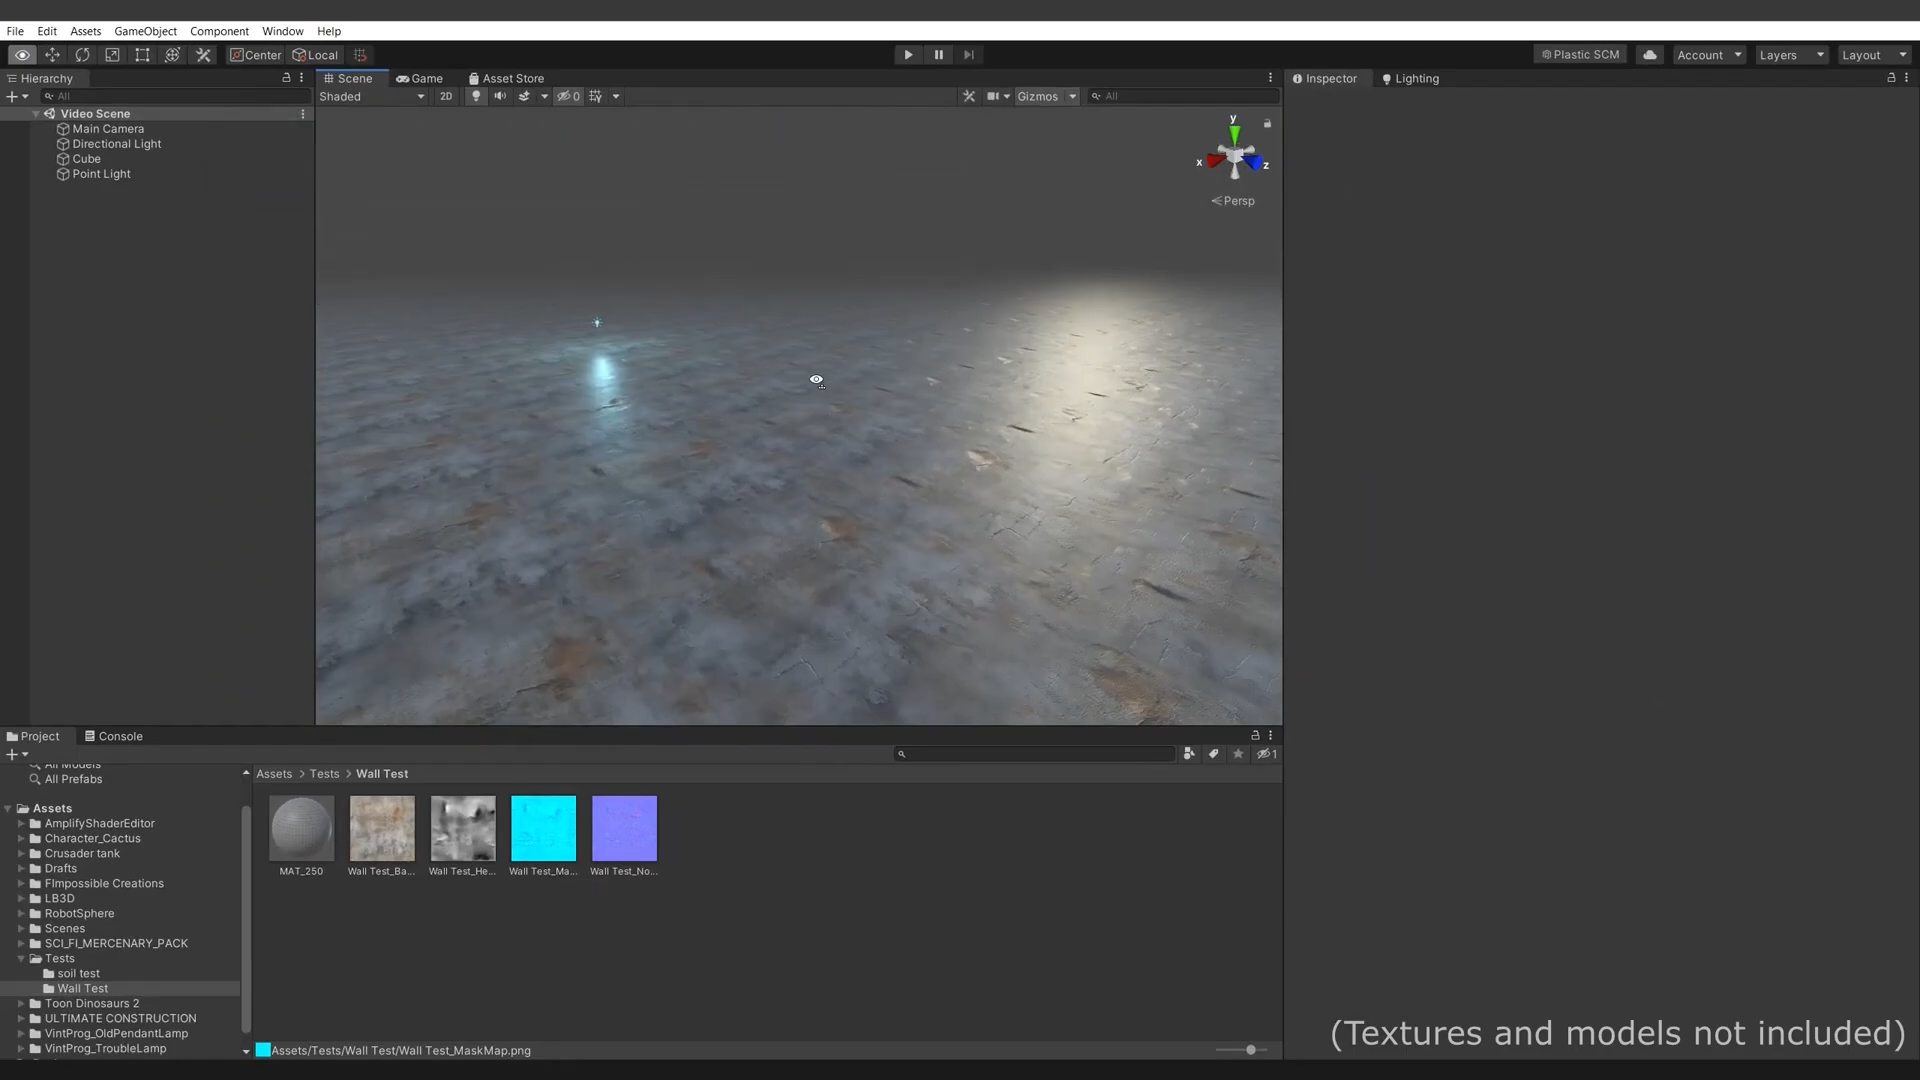 File Edit Assets GameObject Component Window Help
Center Local Plastic SCM Account Layers Layout
Hierarchy Scene Game Asset Store Inspector Lighting
All Shaded 2D 0 Gizmos All
Video Scene
Main Camera
Directional Light
Cube
Point Light
y
x z
Persp
Project Console
1
All Models
All Prefabs
Assets > Tests > Wall Test
Assets
AmplifyShaderEditor
Character_Cactus
Crusader tank
Drafts
FImpossible Creations
LB3D
RobotSphere
Scenes
SCI_FI_MERCENARY_PACK
Tests
soil test
Wall Test
Toon Dinosaurs 2
ULTIMATE CONSTRUCTION
VintProg_OldPendantLamp
VintProg_TroubleLamp
MAT_250 Wall Test_Ba... Wall Test_He... Wall Test_Ma... Wall Test_No...
Assets/Tests/Wall Test/Wall Test_MaskMap.png
(Textures and models not included)